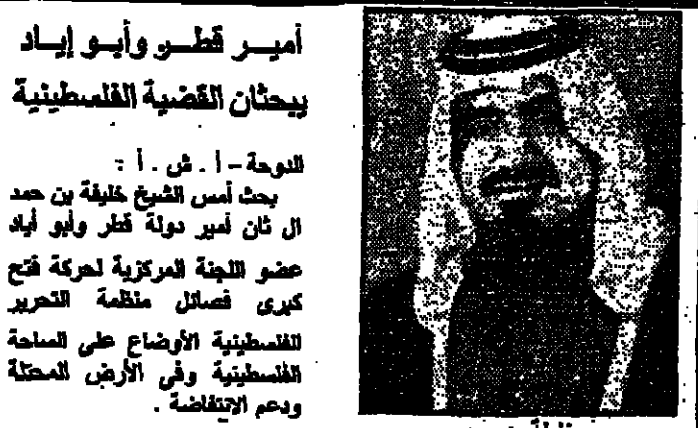 أميـر قطـر وأبـو إيـاد
يبحثان القضية الفلسطينية
الدوحة – أ . ش . أ :
بحث أمس الشيخ خليفة بن حمد
ال ثان أمير دولة قطر وأبو أياد
عضو اللجنة المركزية لحركة فتح
كبرى فصائل منظمة التحرير
الفلسطينية الأوضاع على الساحة
الفلسطينية وفى الأرض المحتلة
ودعم الانتفاضة .